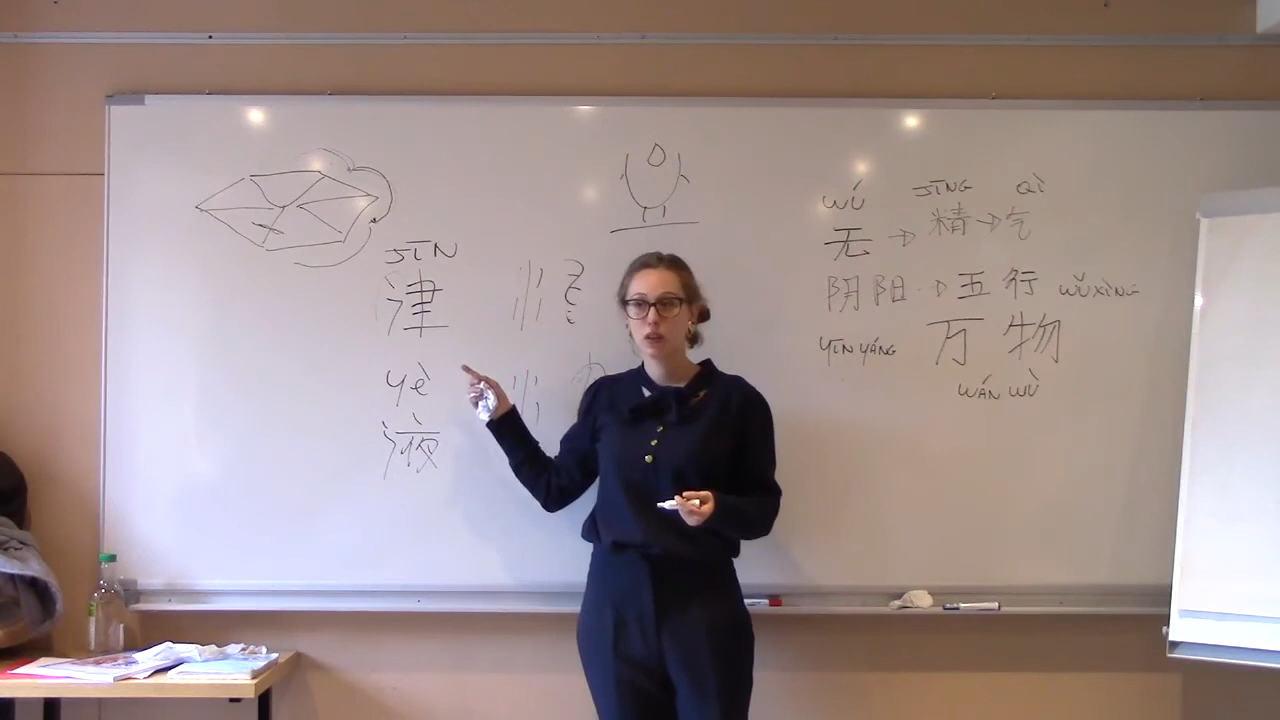 JĪN
津
yè
液
WÚ JĪNG QÌ
无 → 精 → 气
阴阳 → 五行 WǓXÌNG
YĪN YÁNG
万物
WÁN WÙ